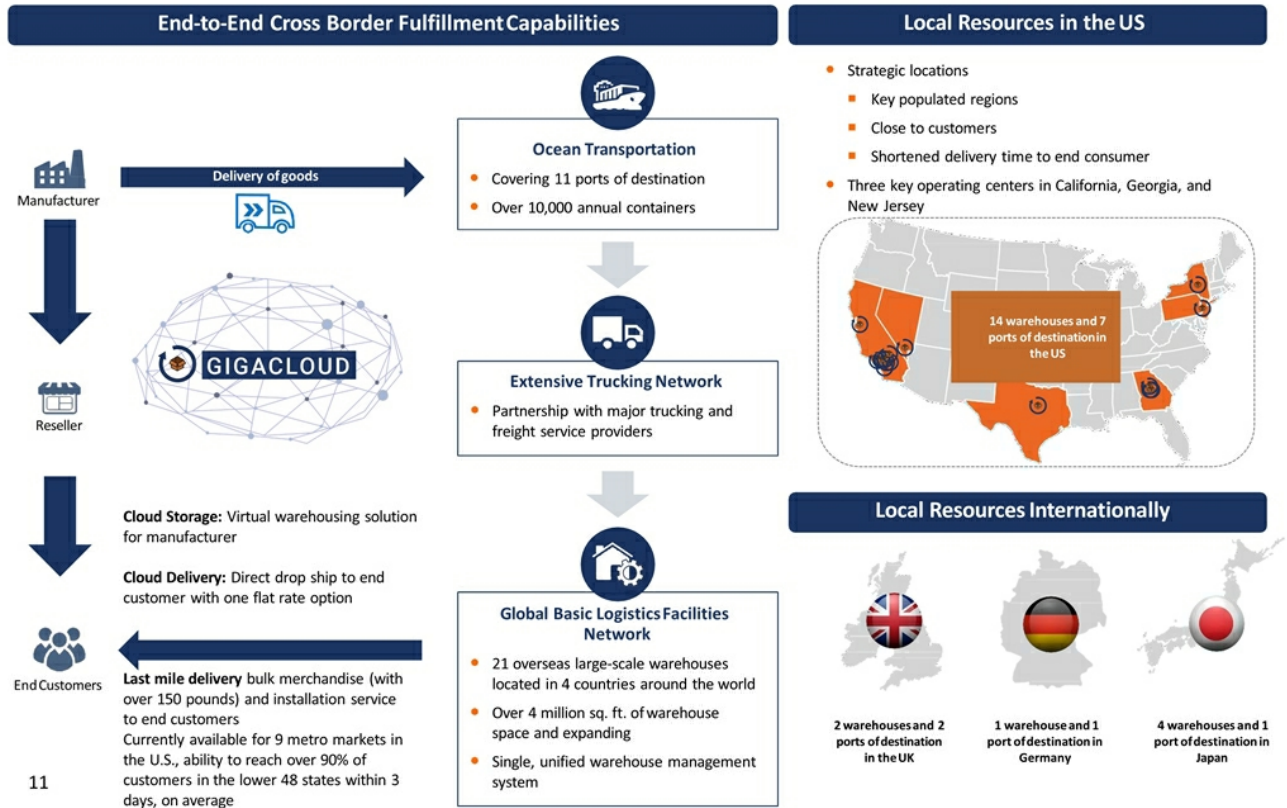 End-to-End Cross Border Fulfillment Capabilities
Manufacturer
Delivery of goods
Reseller
GIGACLOUD
Cloud Storage: Virtual warehousing solution
for manufacturer
Cloud Delivery: Direct drop ship to end
customer with one flat rate option
End Customers
Last mile delivery bulk merchandise (with
over 150 pounds) and installation service
to end customers
Currently available for 9 metro markets in
the U.S., ability to reach over 90% of
customers in the lower 48 states within 3
days, on average
11
Ocean Transportation
Covering 11 ports of destination
Over 10,000 annual containers
Extensive Trucking Network
Partnership with major trucking and
freight service providers
Global Basic Logistics Facilities
Network
21 overseas large-scale warehouses
located in 4 countries around the world
Over 4 million sq. ft. of warehouse
space and expanding
Single, unified warehouse management
system
Local Resources in the US
Strategic locations
Key populated regions
Close to customers
Shortened delivery time to end consumer
Three key operating centers in California, Georgia, and
New Jersey
14 warehouses and 7
ports of destination in
the US
Local Resources Internationally
2 warehouses and 2
ports of destination
in the UK
1 warehouse and 1
port of destination in
Germany
4 warehouses and 1
port of destination in
Japan